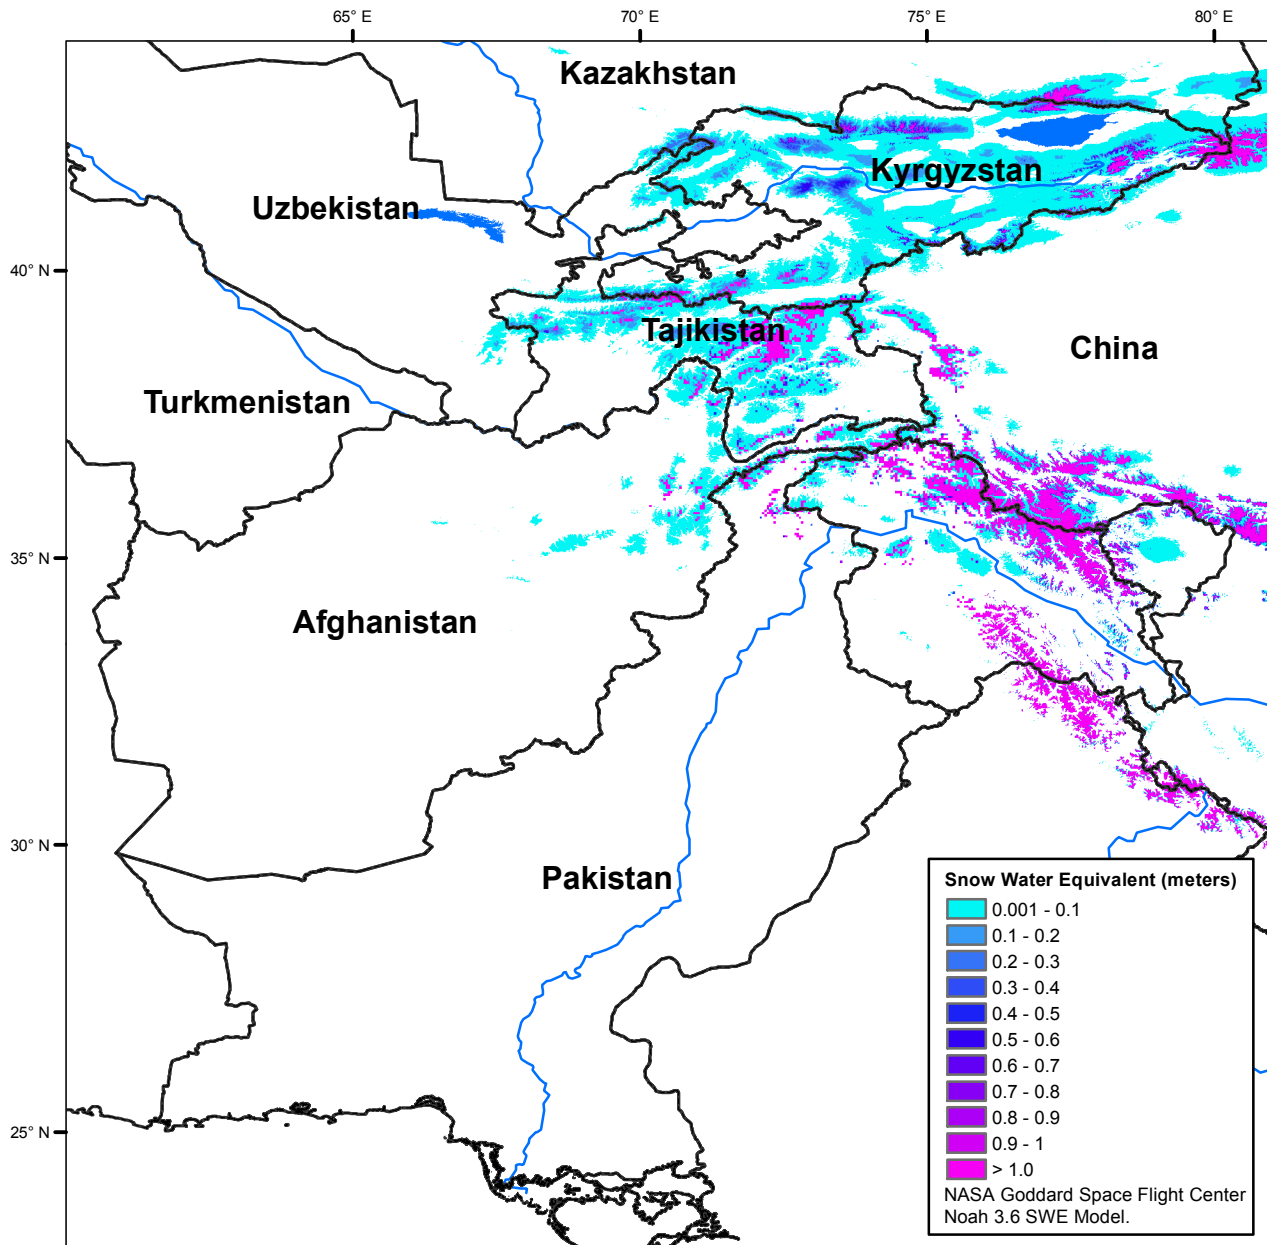 65° E
70° E
75° E
80° E
Kazakhstan
Kyrgyzstan
Uzbekistan
40° N
Tajikistan
China
Turkmenistan
35° N
Afghanistan
30° N
Pakistan
25° N
Snow Water Equivalent (meters)
0.001 - 0.1
0.1 - 0.2
0.2 - 0.3
0.3 - 0.4
0.4 - 0.5
0.5 - 0.6
0.6 - 0.7
0.7 - 0.8
0.8 - 0.9
0.9 - 1
> 1.0
NASA Goddard Space Flight Center
Noah 3.6 SWE Model.